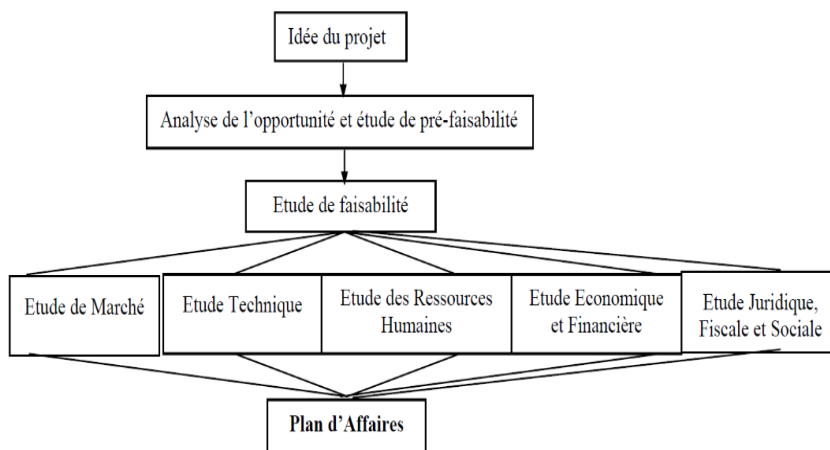 Idée du projet
Analyse de l'opportunité et étude de pré-faisabilité
Etude de faisabilité
Etude de Marché
Etude Technique
Etude des Ressources
Humaines
Etude Economique
et Financière
Etude Juridique,
Fiscale et Sociale
Plan d'Affaires